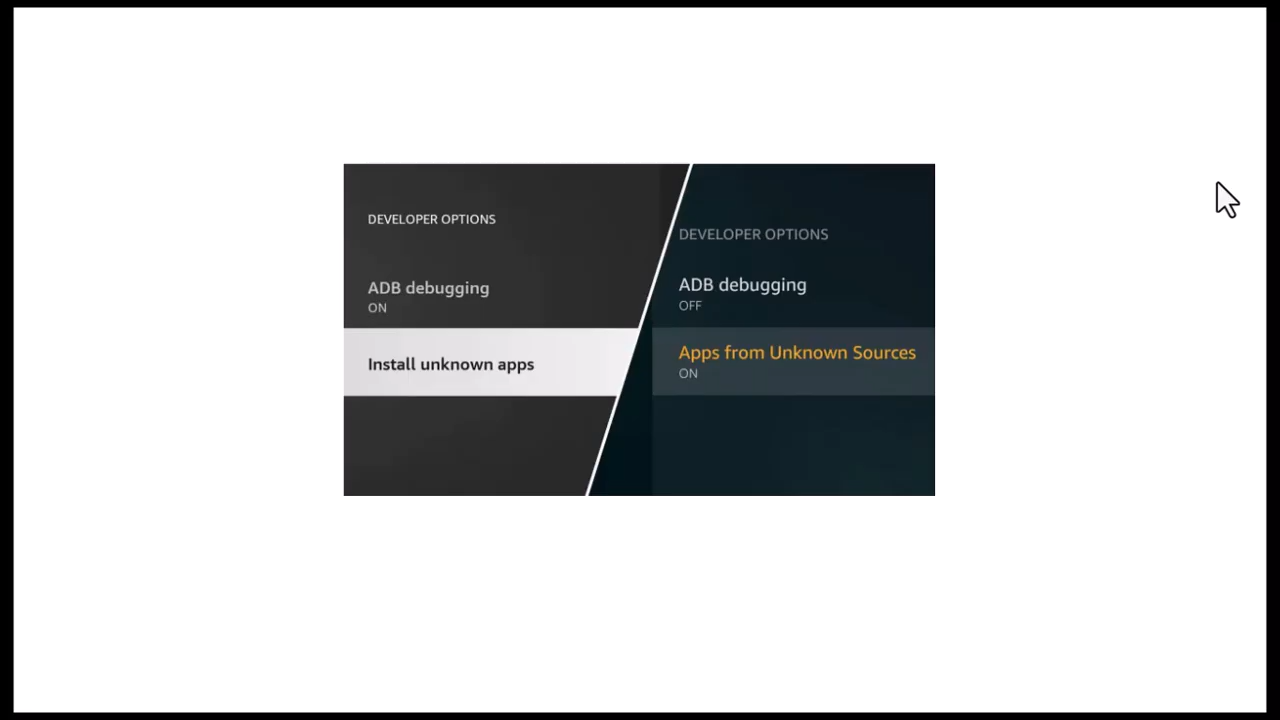 DEVELOPER OPTIONS
ADB debugging
ON
Install unknown apps
DEVELOPER OPTIONS
ADB debugging
OFF
Apps from Unknown Sources
ON